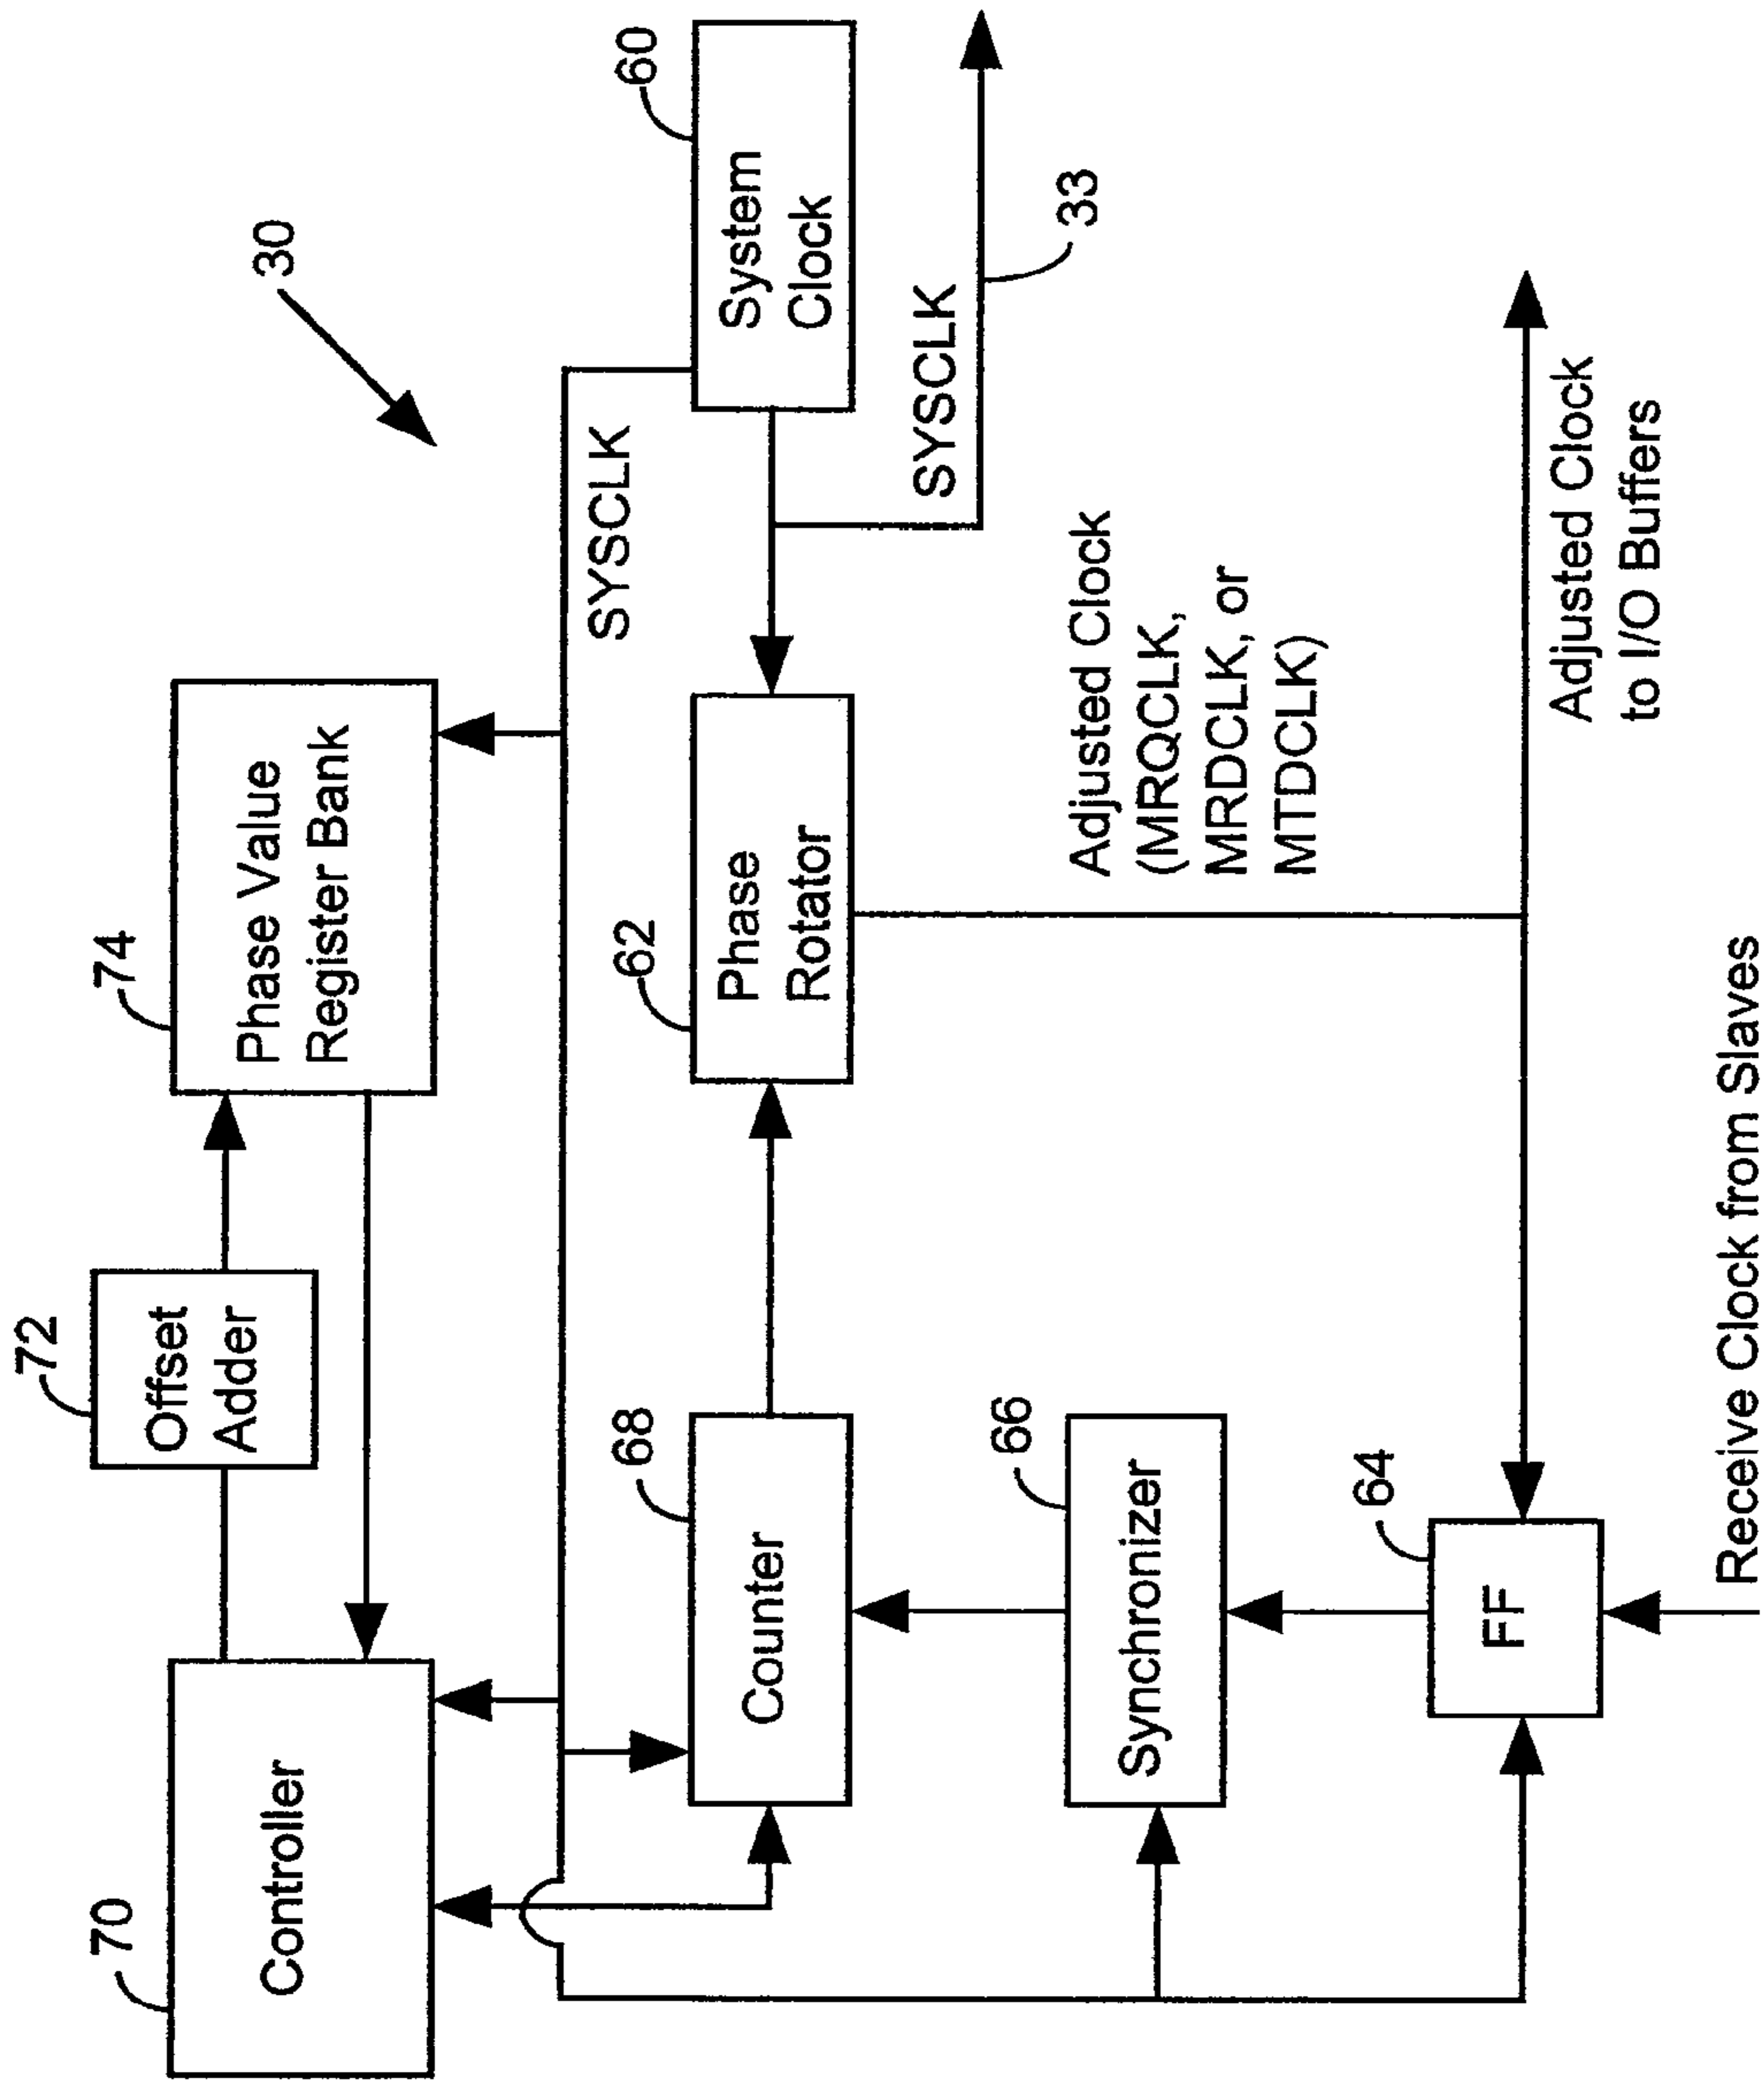 30
70
Controller
72
Offset
Adder
74
Phase Value
Register Bank
SYSCLK
68
Counter
62
Phase
Rotator
60
System
Clock
SYSCLK
33
66
Synchronizer
Adjusted Clock
(MRQCLK,
MRDCLK, or
MTDCLK)
64
FF
Adjusted Clock
to I/O Buffers
Receive Clock from Slaves